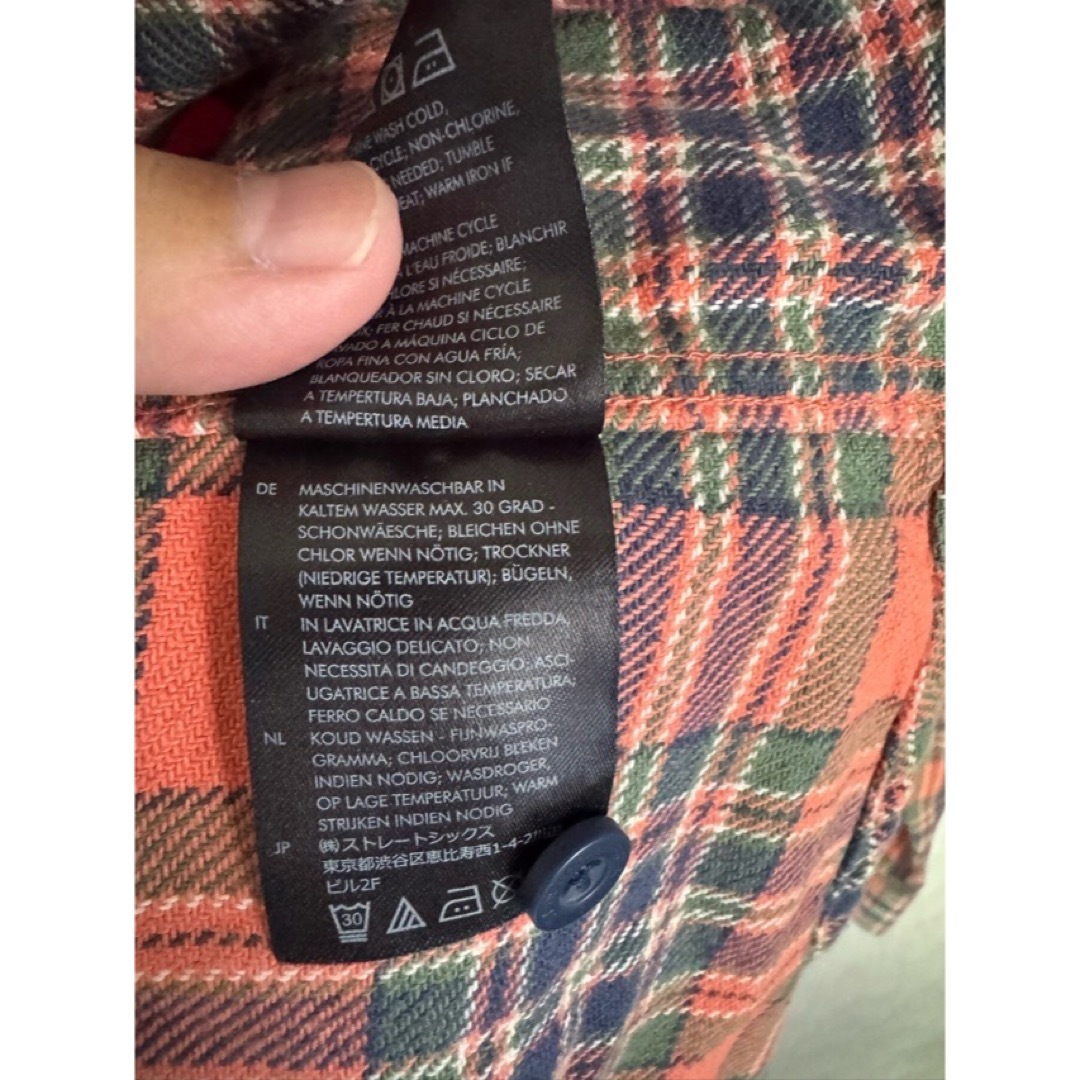 WASH COLD,
CYCLE; NON-CHLORINE,
NEEDED; TUMBLE
WARM IRON IF
MACHINE CYCLE
L'EAU FROIDE; BLANCHIR
SI NÉCESSAIRE;
À LA MACHINE CYCLE
FER CHAUD SI NÉCESSAIRE
A MÁQUINA CICLO DE
ROPA FINA CON AGUA FRÍA;
BLANQUEADOR SIN CLORO; SECAR
A TEMPERTURA BAJA; PLANCHADO
A TEMPERTURA MEDIA
DE MASCHINENWASCHBAR IN
KALTEM WASSER MAX. 30 GRAD -
SCHONWÄESCHE; BLEICHEN OHNE
CHLOR WENN NÖTIG; TROCKNER
(NIEDRIGE TEMPERATUR); BÜGELN,
WENN NÖTIG
IT IN LAVATRICE IN ACQUA FREDDA,
LAVAGGIO DELICATO; NON
NECESSITA DI CANDEGGIO; ASCI-
UGATRICE A BASSA TEMPERATURA;
FERRO CALDO SE NECESSARIO
NL KOUD WASSEN - FIJNWASPRO-
GRAMMA; CHLOORVRIJ BLEKEN
INDIEN NODIG; WASDROGER,
OP LAGE TEMPERATUUR; WARM
STRIJKEN INDIEN NODIG
JP (株)ストレートシックス
東京都渋谷区恵比寿西1-4-2
ビル2F
30